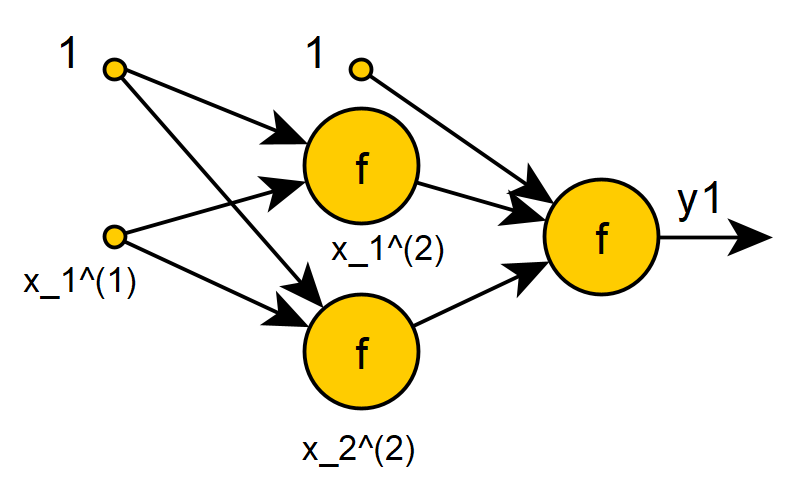 1
1
f
x_1^(2)
x_1^(1)
f
y1
f
x_2^(2)